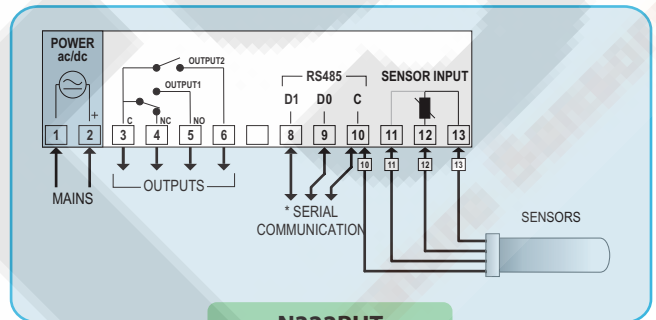 POWER
ac/dc
+
OUTPUT2
OUTPUT1
C NC NO
RS485
D1 D0 C
SENSOR INPUT
1 2 3 4 5 6 8 9 10 11 12 13
MAINS
OUTPUTS
* SERIAL
COMMUNICATION
10 11 12 13
SENSORS